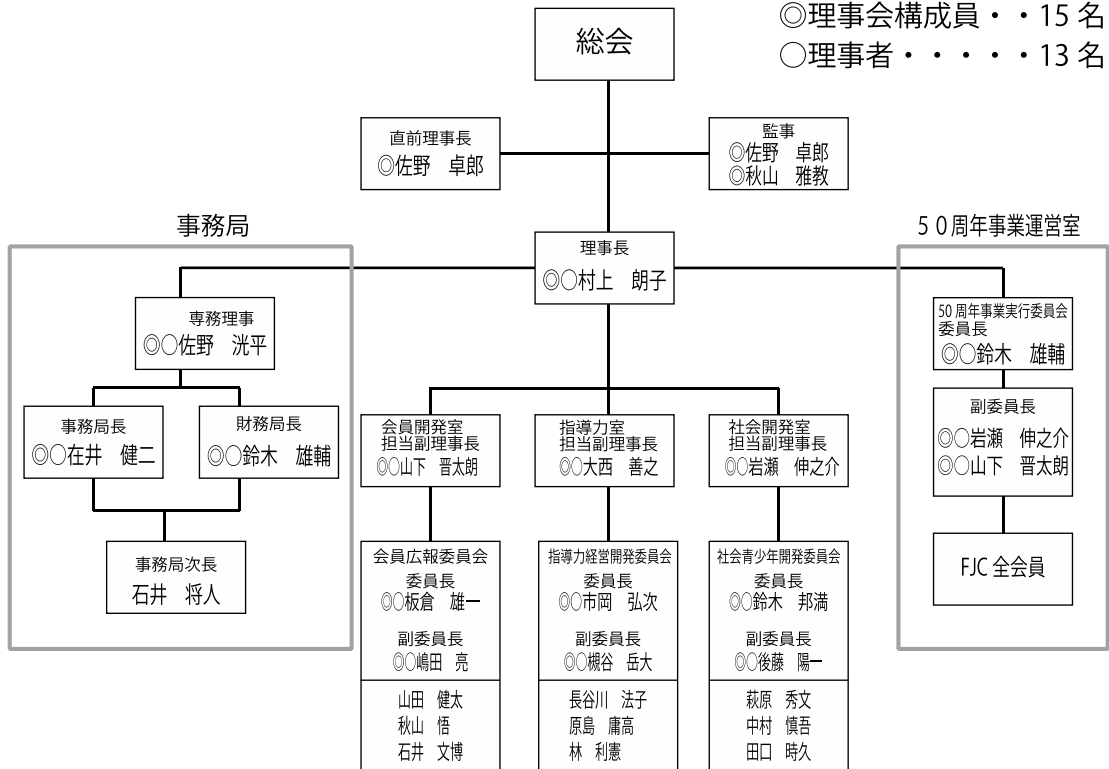 総会
◎理事会構成員・・15名
○理事者・・・・・13名
直前理事長
◎佐野　卓郎
監事
◎佐野　卓郎
◎秋山　雅教
事務局
理事長
◎○村上　朗子
５０周年事業運営室
専務理事
◎○佐野　洸平
事務局長
◎○在井　健二
財務局長
◎○鈴木　雄輔
事務局次長
石井　将人
会員開発室
担当副理事長
◎○山下　晋太朗
指導力室
担当副理事長
◎○大西　善之
社会開発室
担当副理事長
◎○岩瀬　伸之介
50周年事業実行委員会
委員長
◎○鈴木　雄輔
副委員長
◎○岩瀬　伸之介
◎○山下　晋太朗
FJC全会員
会員広報委員会
委員長
◎○板倉　雄一
副委員長
◎○嶋田　亮
山田　健太
秋山　悟
石井　文博
指導力経営開発委員会
委員長
◎○市岡　弘次
副委員長
◎○槻谷　岳大
長谷川　法子
原島　庸高
林　利憲
社会青少年開発委員会
委員長
◎○鈴木　邦満
副委員長
◎○後藤　陽一
萩原　秀文
中村　慎吾
田口　時久